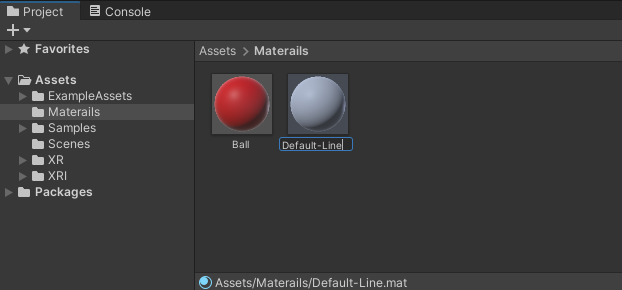 Project
Console
Favorites
Assets
ExampleAssets
Materails
Samples
Scenes
XR
XRI
Packages
Assets > Materails
Ball
Default-Line
Assets/Materails/Default-Line.mat